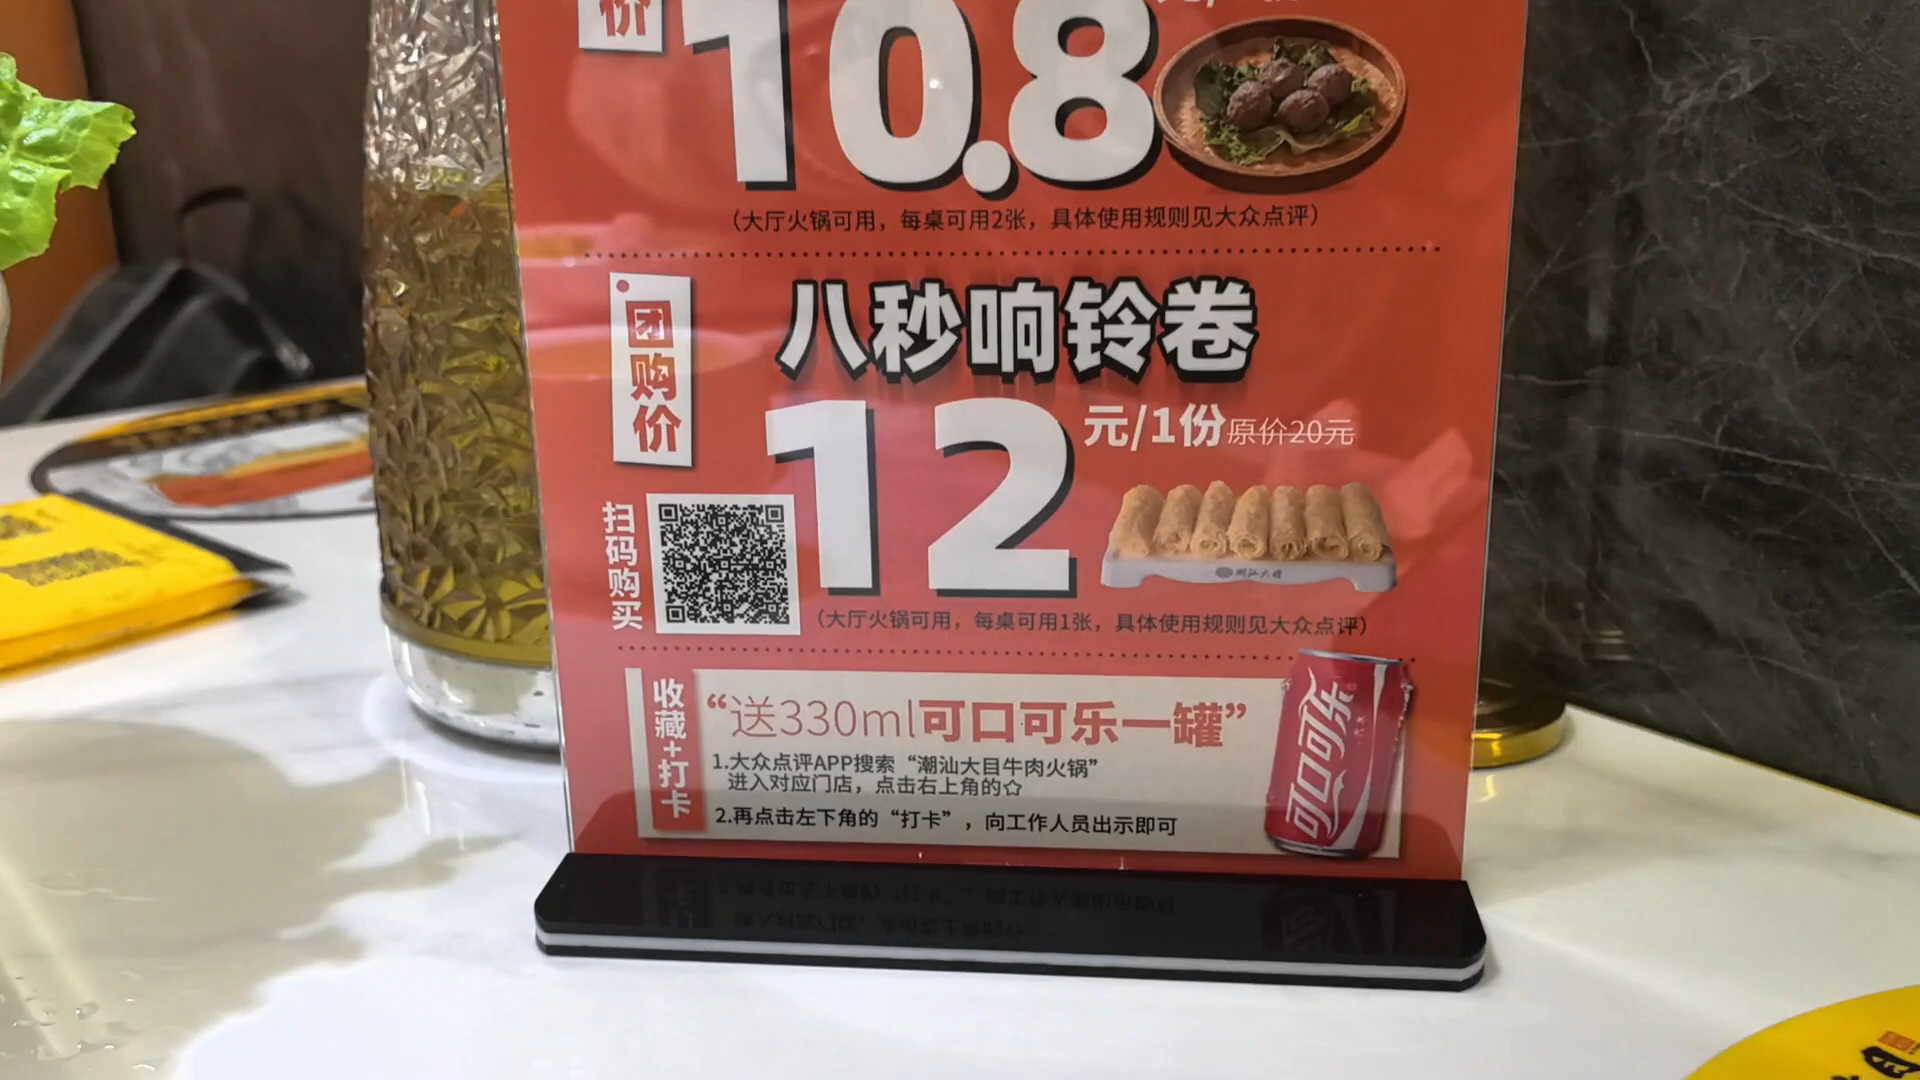 价
10.8
(大厅火锅可用，每桌可用2张，具体使用规则见大众点评)
团购价
八秒响铃卷
12元/1份原价20元
扫码购买
(大厅火锅可用，每桌可用1张，具体使用规则见大众点评)
收藏+打卡
“送330ml可口可乐一罐”
1.大众点评APP搜索“潮汕大目牛肉火锅”
进入对应门店，点击右上角的☆
2.再点击左下角的“打卡”，向工作人员出示即可
可口可乐